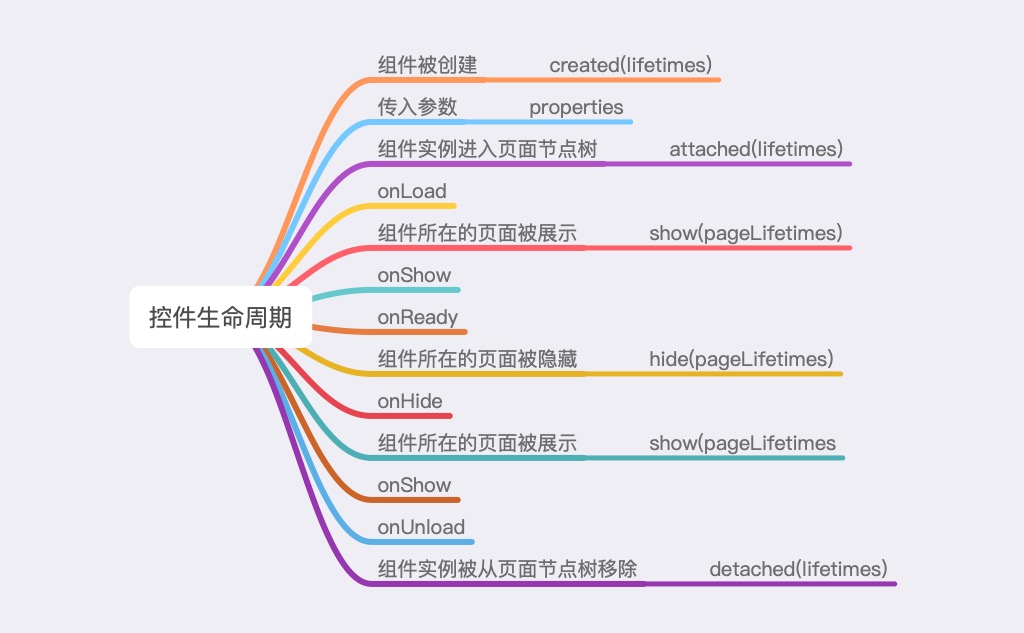 组件被创建 created(lifetimes)
传入参数 properties
组件实例进入页面节点树 attached(lifetimes)
onLoad
组件所在的页面被展示 show(pageLifetimes)
onShow
控件生命周期
onReady
组件所在的页面被隐藏 hide(pageLifetimes)
onHide
组件所在的页面被展示 show(pageLifetimes
onShow
onUnload
组件实例被从页面节点树移除 detached(lifetimes)